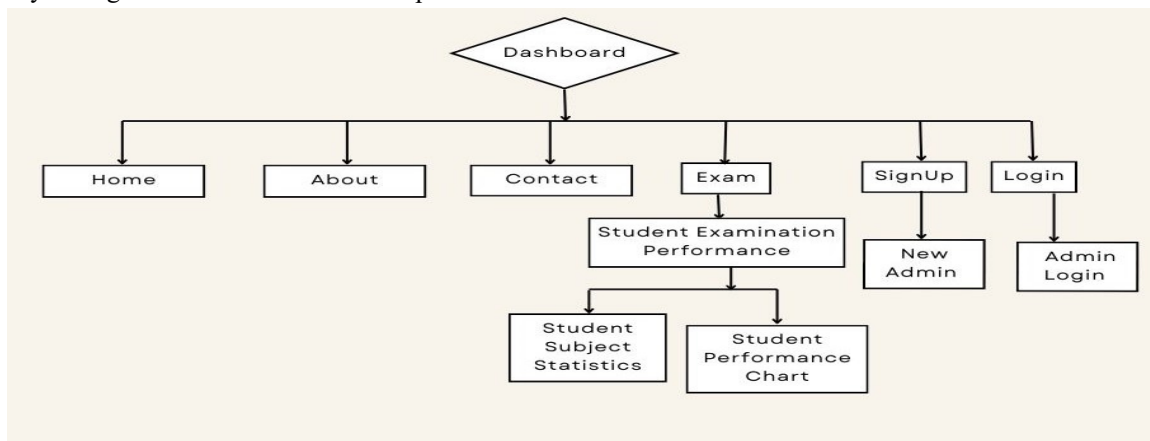 Dashboard
Home
About
Contact
Exam
SignUp
Login
Student Examination
Performance
New
Admin
Admin
Login
Student
Subject
Statistics
Student
Performance
Chart